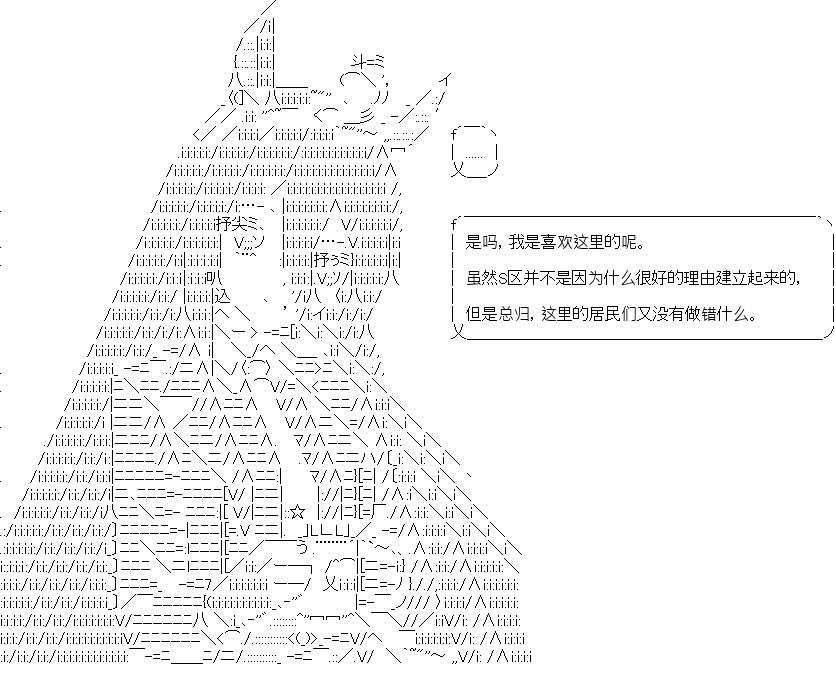 ......
是吗，我是喜欢这里的呢。
虽然S区并不是因为什么很好的理由建立起来的，
但是总归，这里的居民们又没有做错什么。